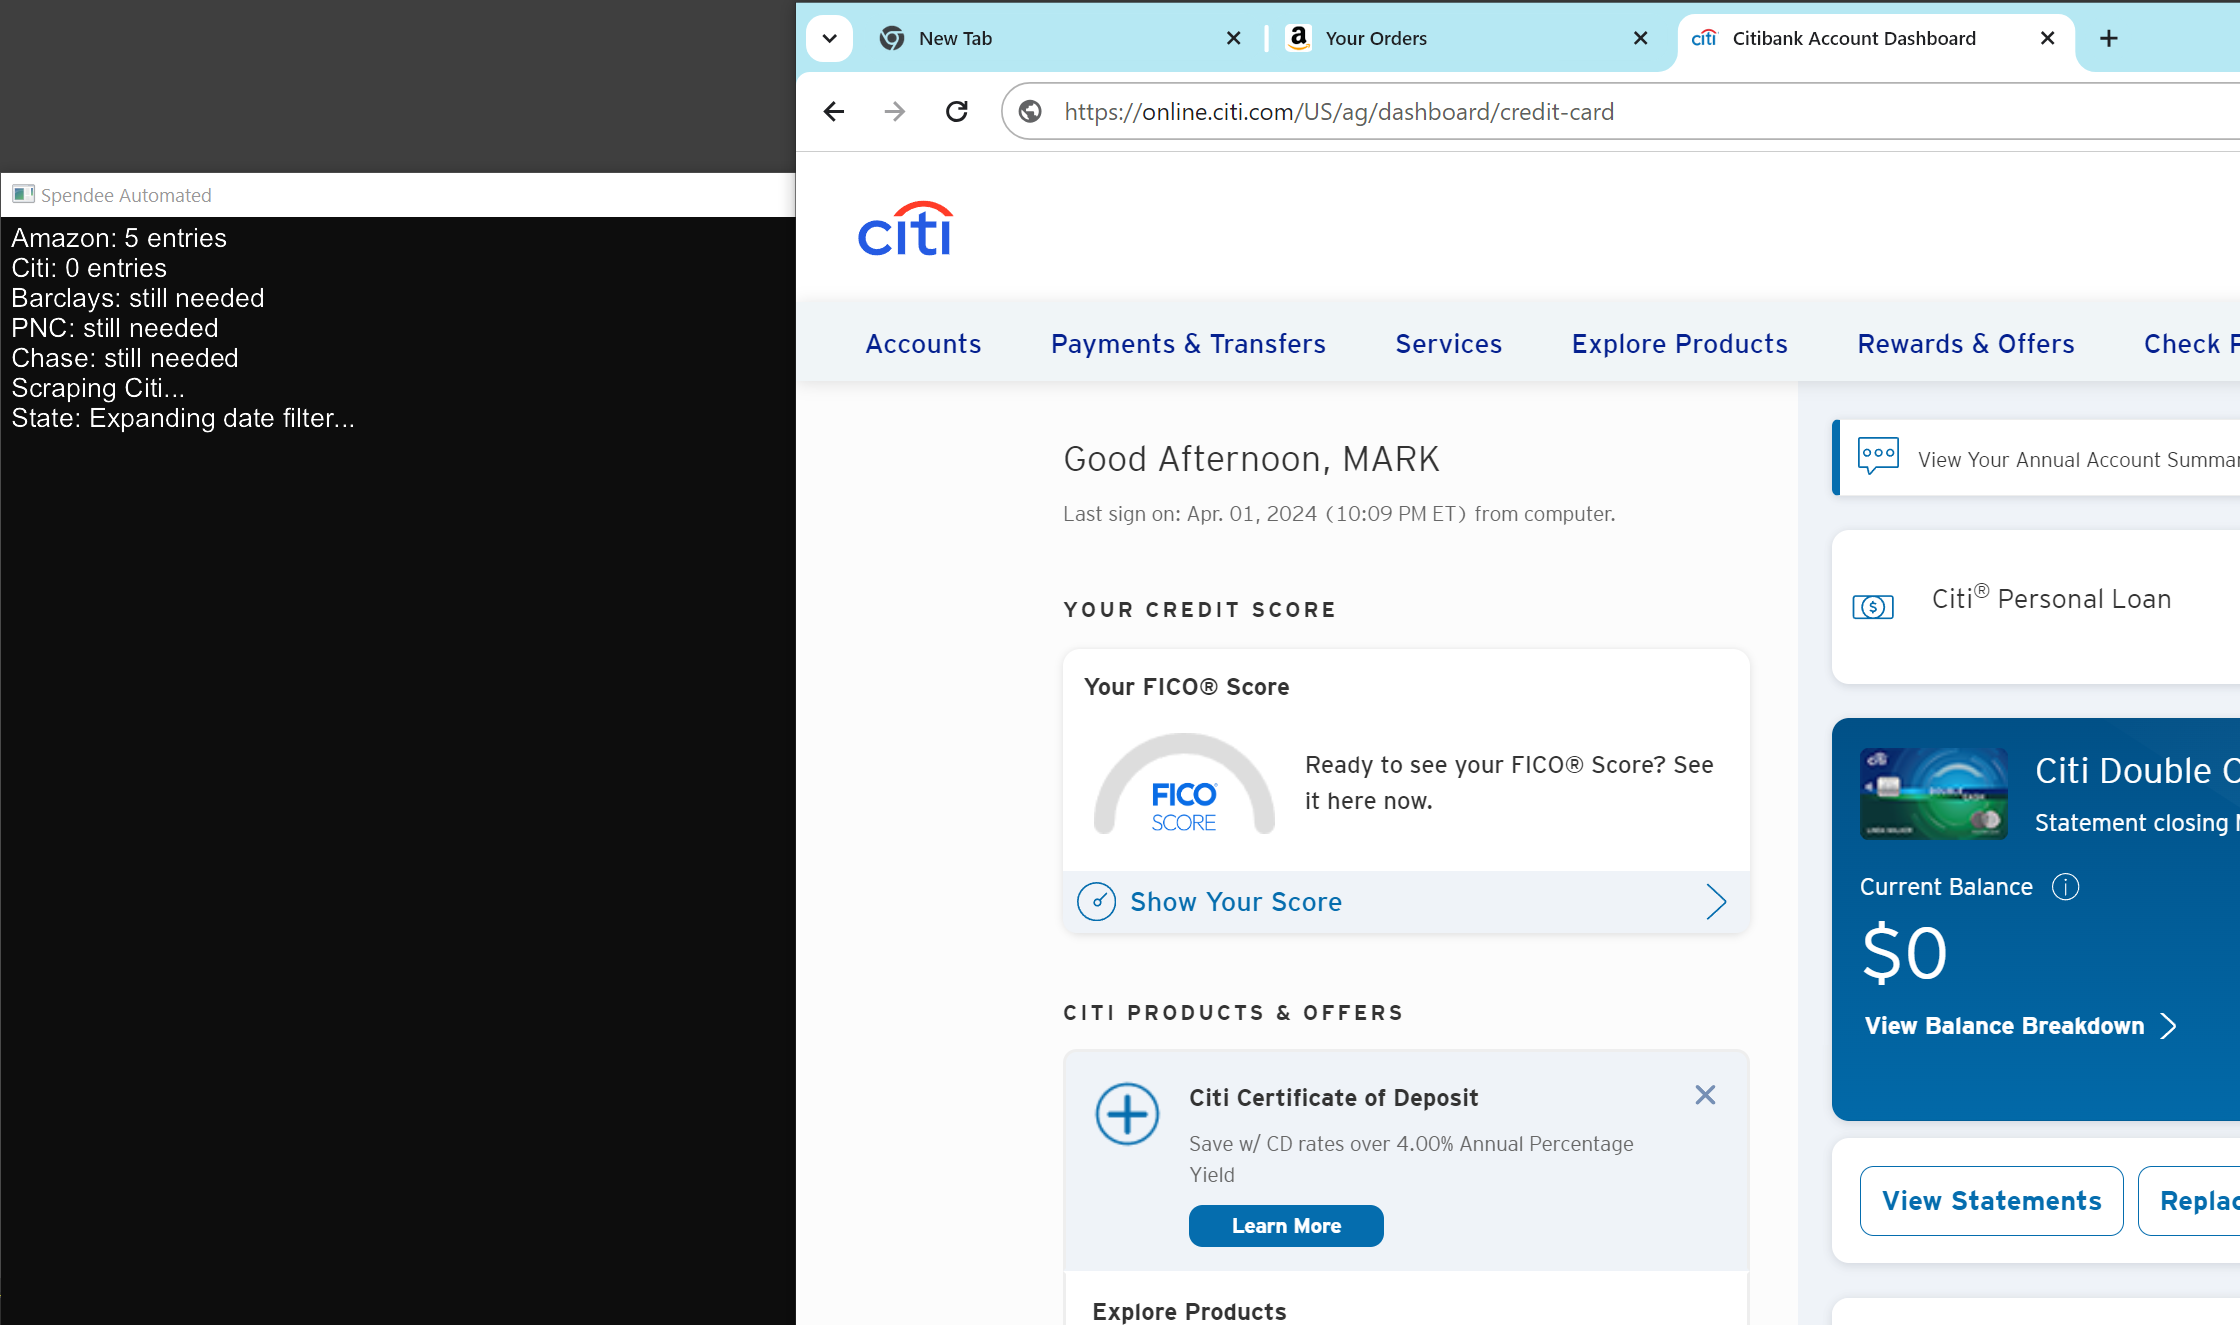 New Tab
Your Orders
citi Citibank Account Dashboard
https://online.citi.com/US/ag/dashboard/credit-card
Spendee Automated
Amazon: 5 entries
Citi: 0 entries
Barclays: still needed
PNC: still needed
Chase: still needed
Scraping Citi...
State: Expanding date filter...
citi
Accounts Payments & Transfers Services Explore Products Rewards & Offers Check
Good Afternoon, MARK
Last sign on: Apr. 01, 2024 (10:09 PM ET) from computer.
YOUR CREDIT SCORE
Your FICO® Score
FICO
SCORE
Ready to see your FICO® Score? See
it here now.
Show Your Score
CITI PRODUCTS & OFFERS
Citi Certificate of Deposit
Save w/ CD rates over 4.00% Annual Percentage
Yield
Learn More
Explore Products
View Your Annual Account Summar
Citi® Personal Loan
citi
DOUBLE CASH
LINDA WALKER
Citi Double C
Statement closing
Current Balance
$0
View Balance Breakdown
View Statements
Replac